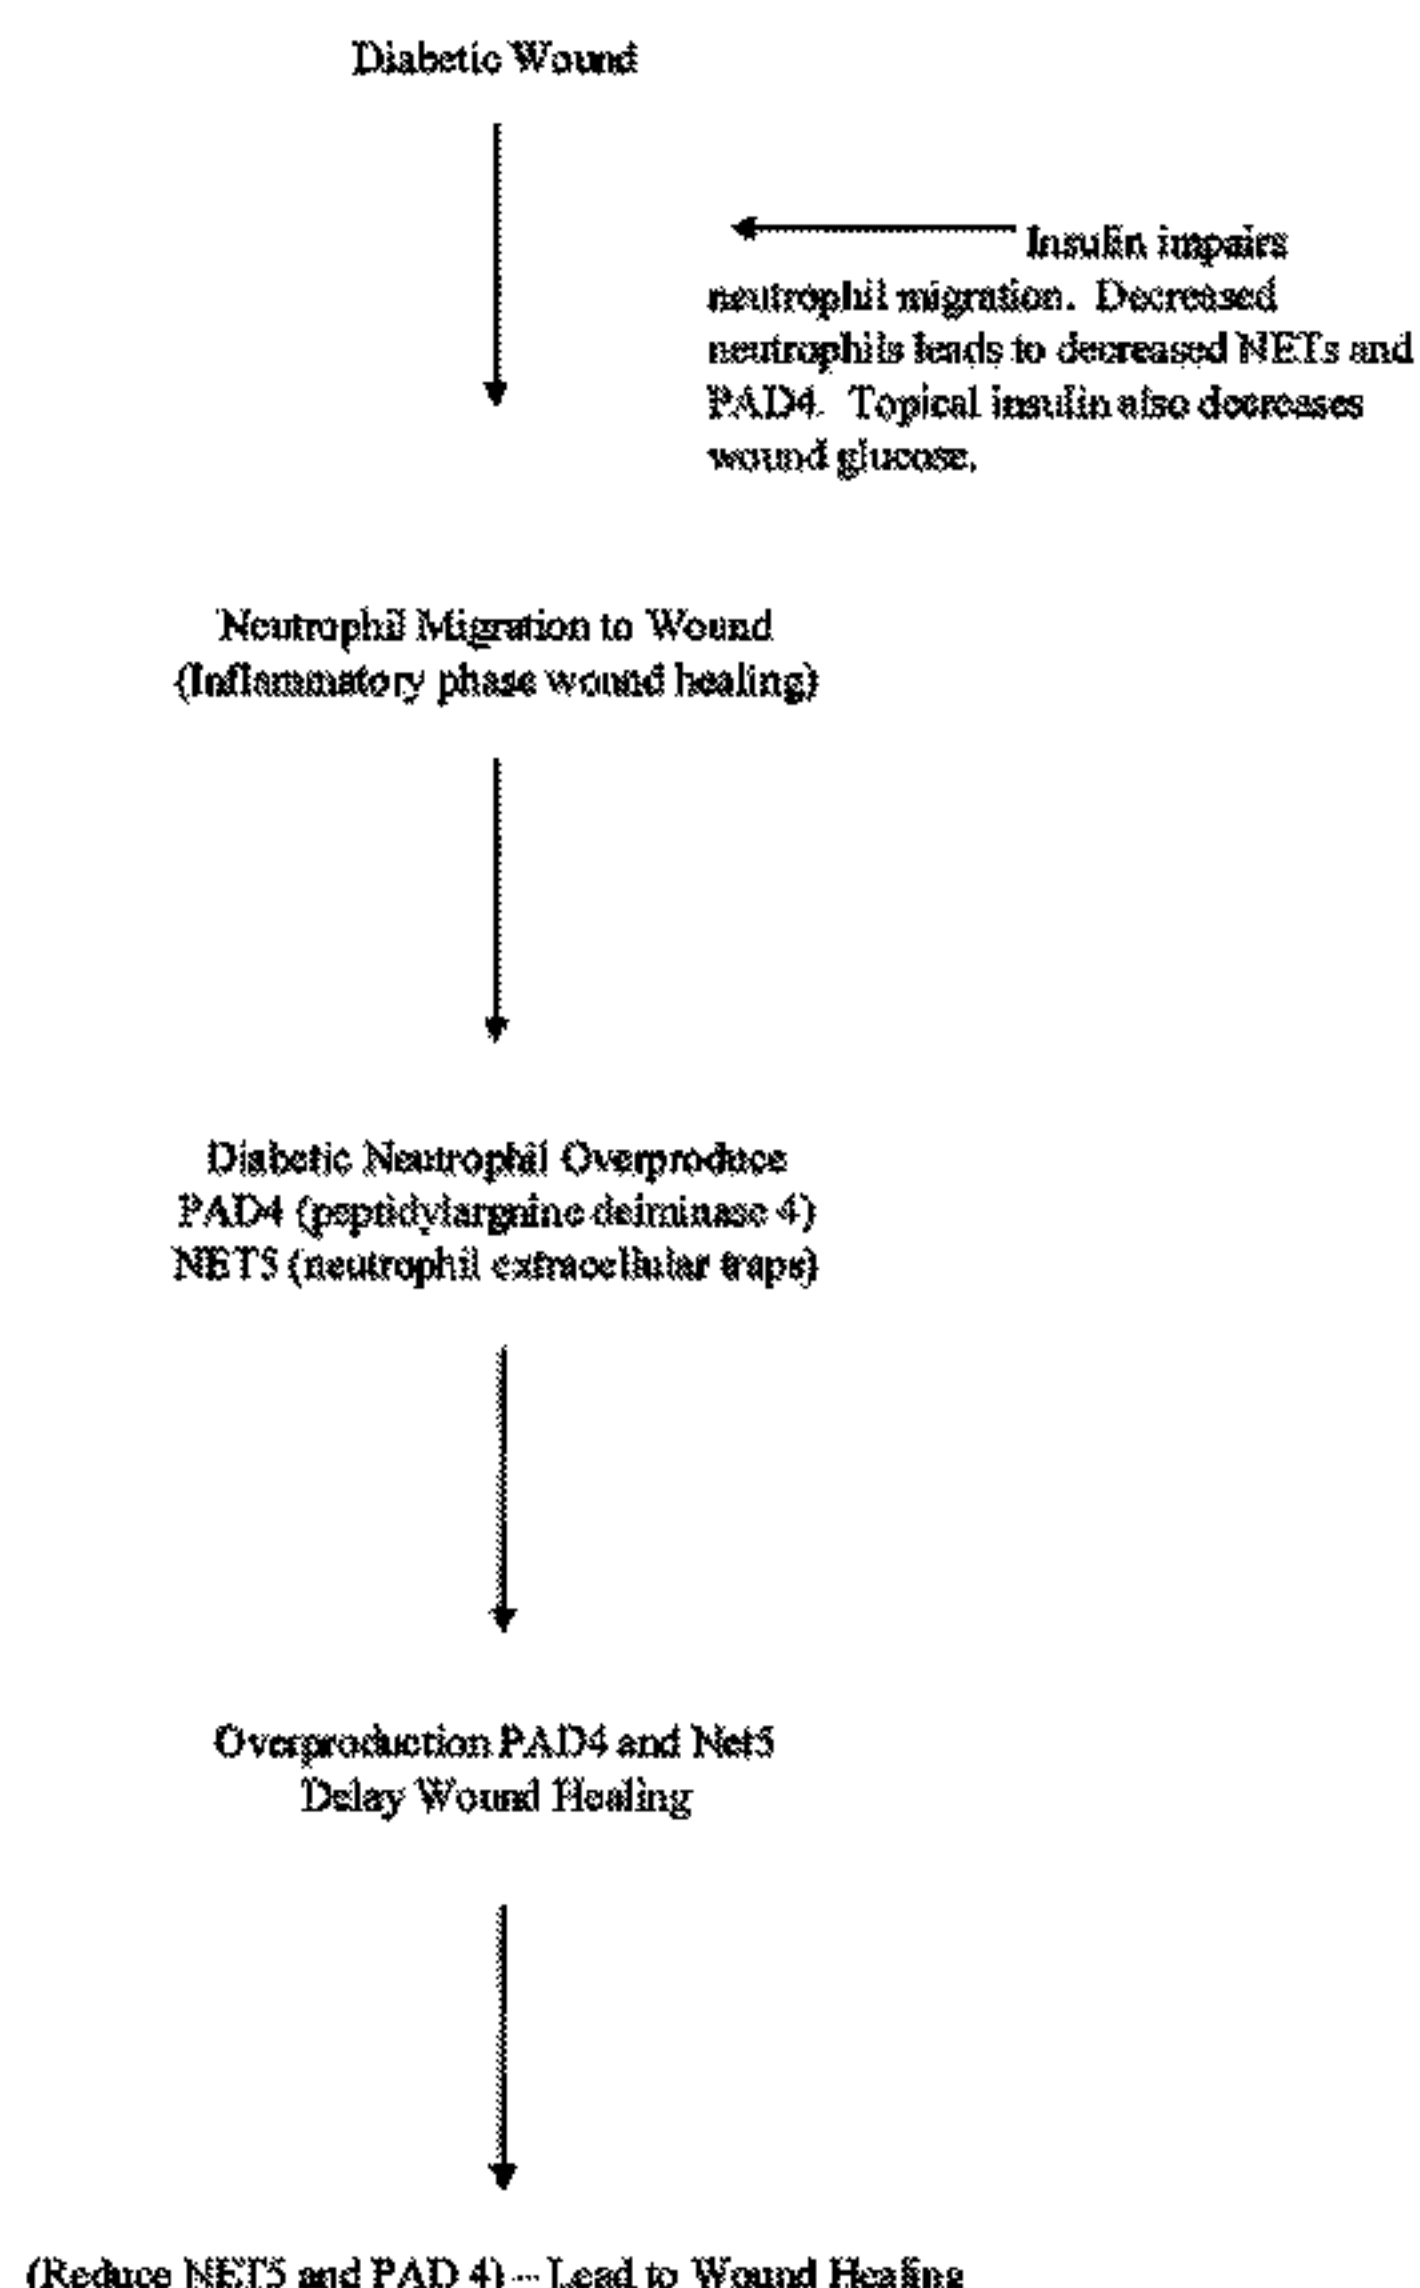 Diabetic Wound
Insulin impairs
neutrophil migration. Decreased
neutrophils leads to decreased NETs and
PAD4. Topical insulin also decreases
wound glucose.
Neutrophil Migration to Wound
(Inflammatory phase wound healing)
Diabetic Neutrophil Overproduce
PAD4 (peptidylargnine deiminase 4)
NET5 (neutrophil extracellular traps)
Overproduction PAD4 and Net5
Delay Wound Healing
(Reduce NET5 and PAD 4) -- Lead to Wound Healing